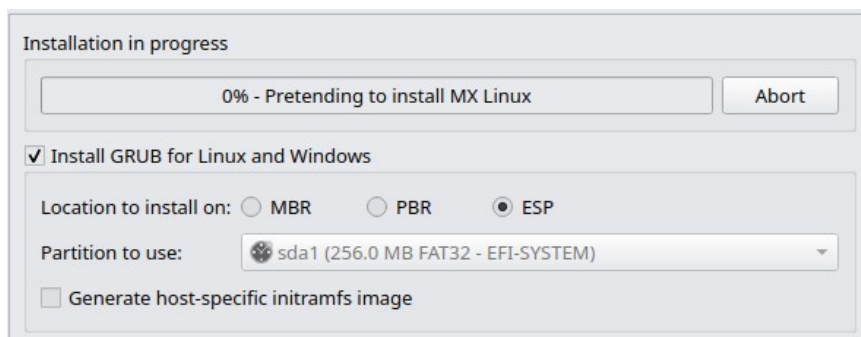 Installation in progress
0% - Pretending to install MX Linux Abort
Install GRUB for Linux and Windows
Location to install on: MBR PBR ESP
Partition to use: sda1 (256.0 MB FAT32 - EFI-SYSTEM)
Generate host-specific initramfs image